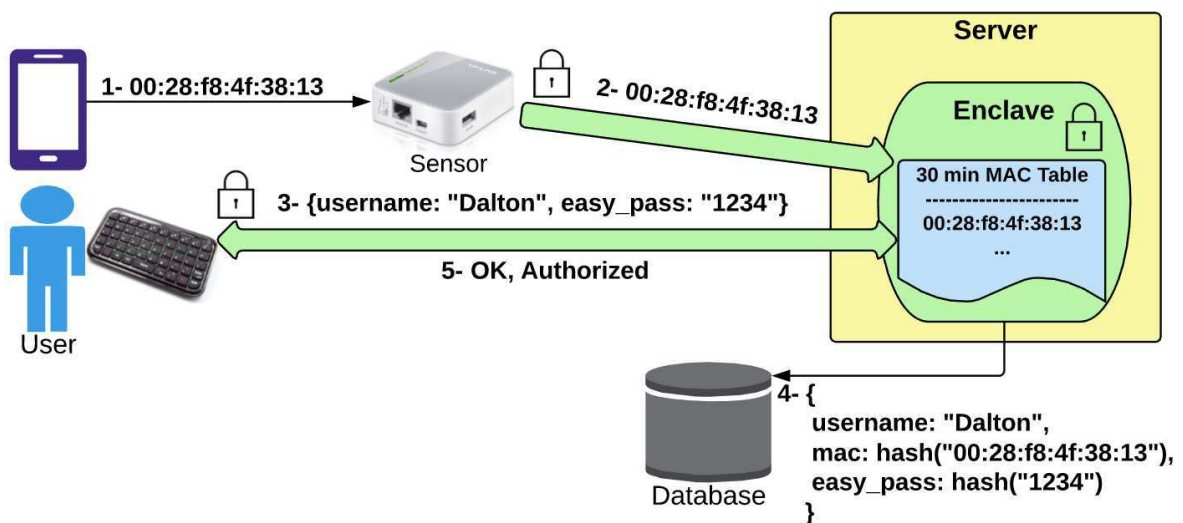 Server
1- 00:28:f8:4f:38:13
2- 00:28:f8:4f:38:13
Enclave
TP-LINK
Sensor
30 min MAC Table
-----------------------
00:28:f8:4f:38:13
...
3- {username: "Dalton", easy_pass: "1234"}
5- OK, Authorized
User
4- {
username: "Dalton",
mac: hash("00:28:f8:4f:38:13"),
easy_pass: hash("1234")
}
Database